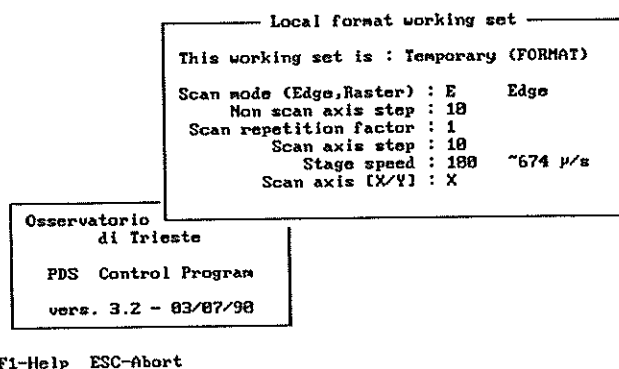 Local format working set
This working set is : Temporary (FORMAT)
Scan mode (Edge,Raster) : E Edge
Non scan axis step : 10
Scan repetition factor : 1
Scan axis step : 10
Stage speed : 100 ~674 µ/s
Scan axis [X/Y] : X
Osservatorio
di Trieste
PDS Control Program
vers. 3.2 - 03/07/90
F1-Help ESC-Abort